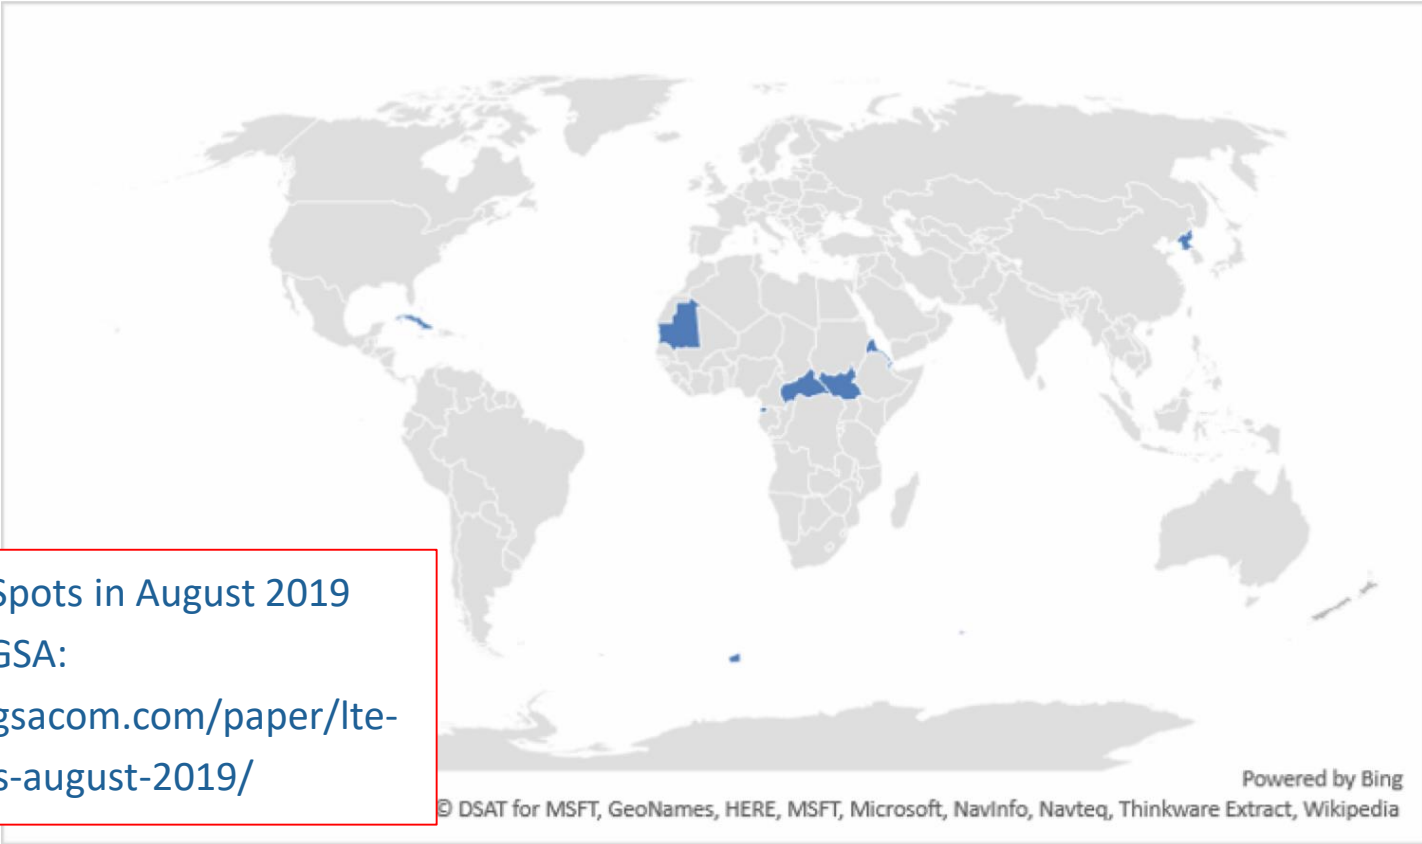 Spots in August 2019
GSA:
gsacom.com/paper/lte-
s-august-2019/
Powered by Bing
© DSAT for MSFT, GeoNames, HERE, MSFT, Microsoft, NavInfo, Navteq, Thinkware Extract, Wikipedia